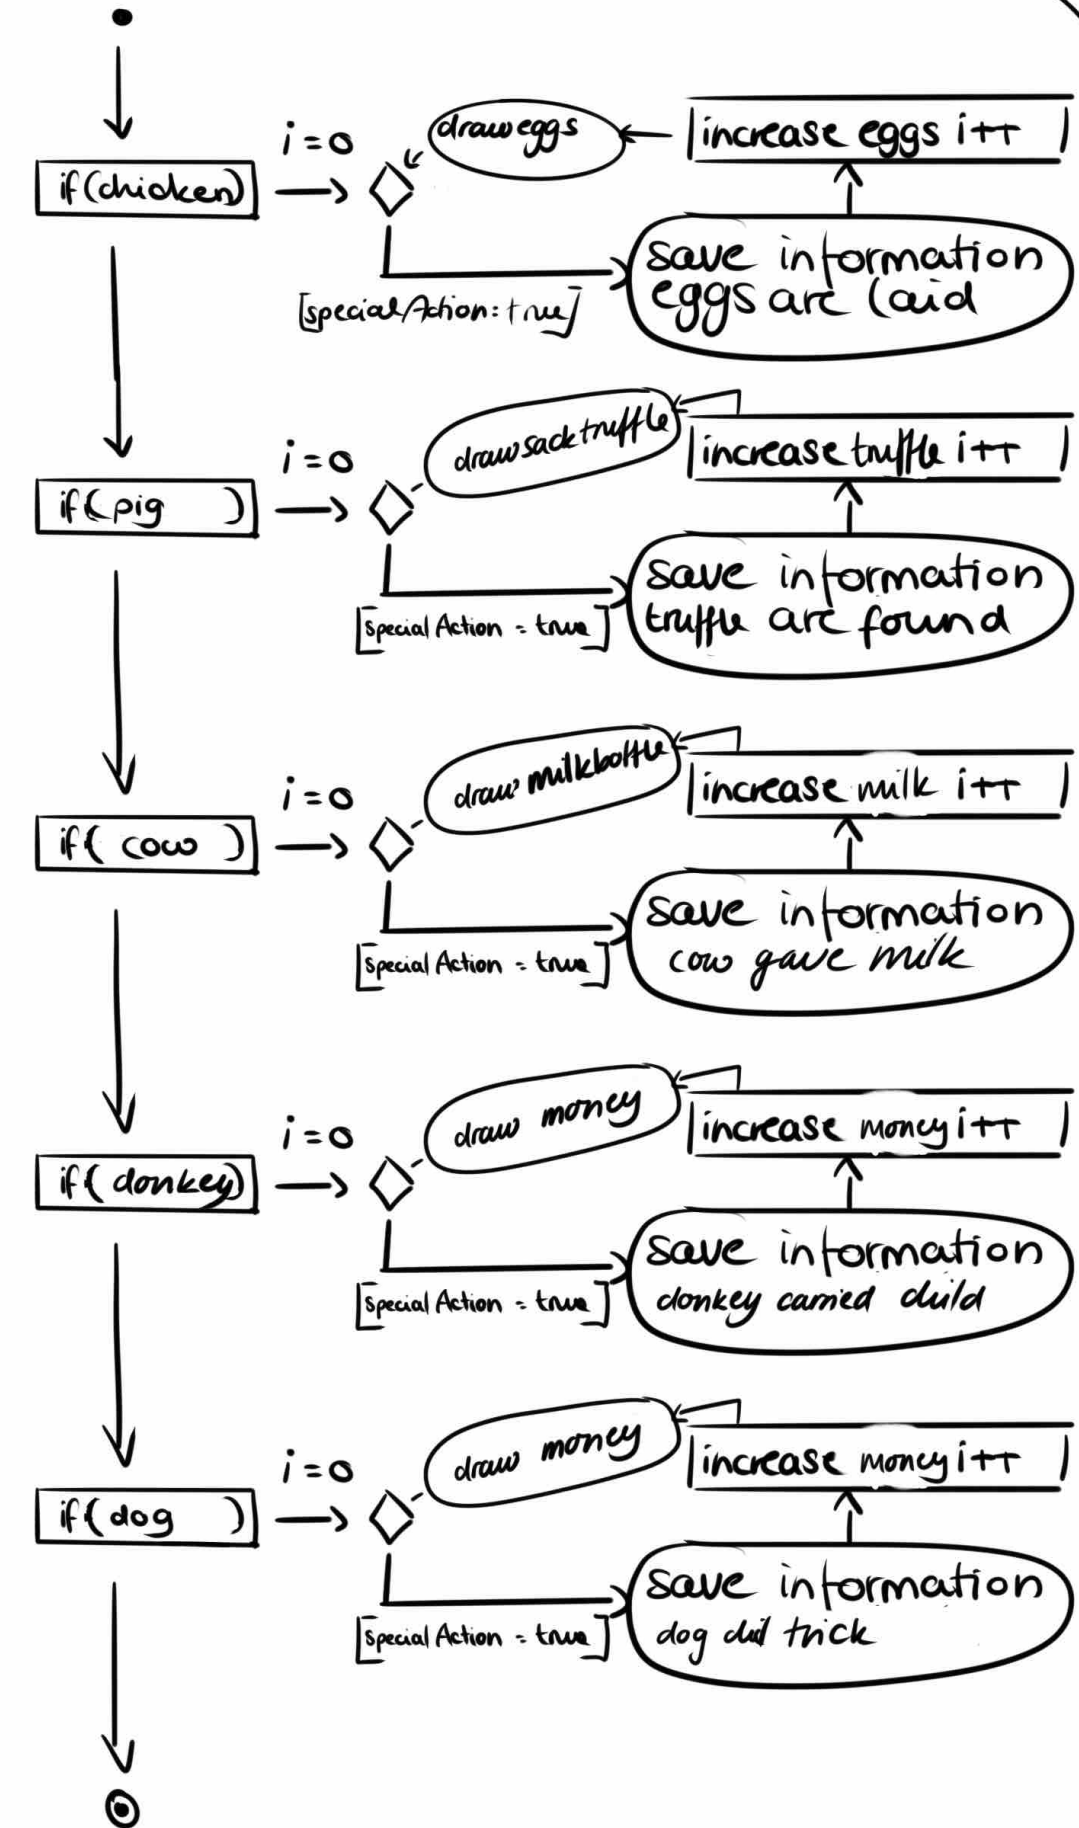 i=0
draw eggs
increase eggs i++
if(chicken)
save information
eggs are laid
[specialAction:true]
i=0
draw sack truffle
increase truffle i++
if(pig )
save information
truffle are found
[special Action = true]
i=0
draw milkbottle
increase milk i++
if( cow )
save information
cow gave milk
[special Action = true]
i=0
draw money
increase money i++
if( donkey)
save information
donkey carried child
[special Action = true]
i=0
draw money
increase money i++
if( dog )
save information
dog did trick
[special Action = true]